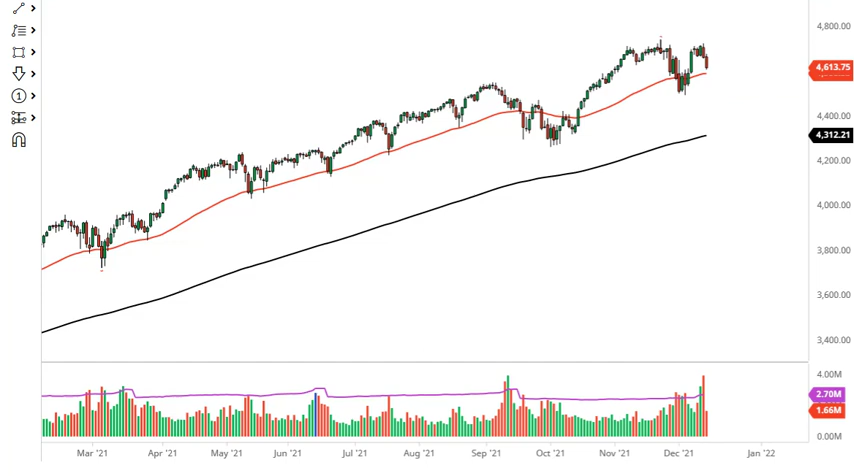 4,800.00
4,613.75
4,400.00
4,312.21
4,200.00
4,000.00
3,800.00
3,600.00
3,400.00
4.00M
2.70M
1.66M
0.00M
Mar '21
Apr '21
May '21
Jun '21
Jul '21
Aug '21
Sep '21
Oct '21
Nov '21
Dec '21
Jan '22
1